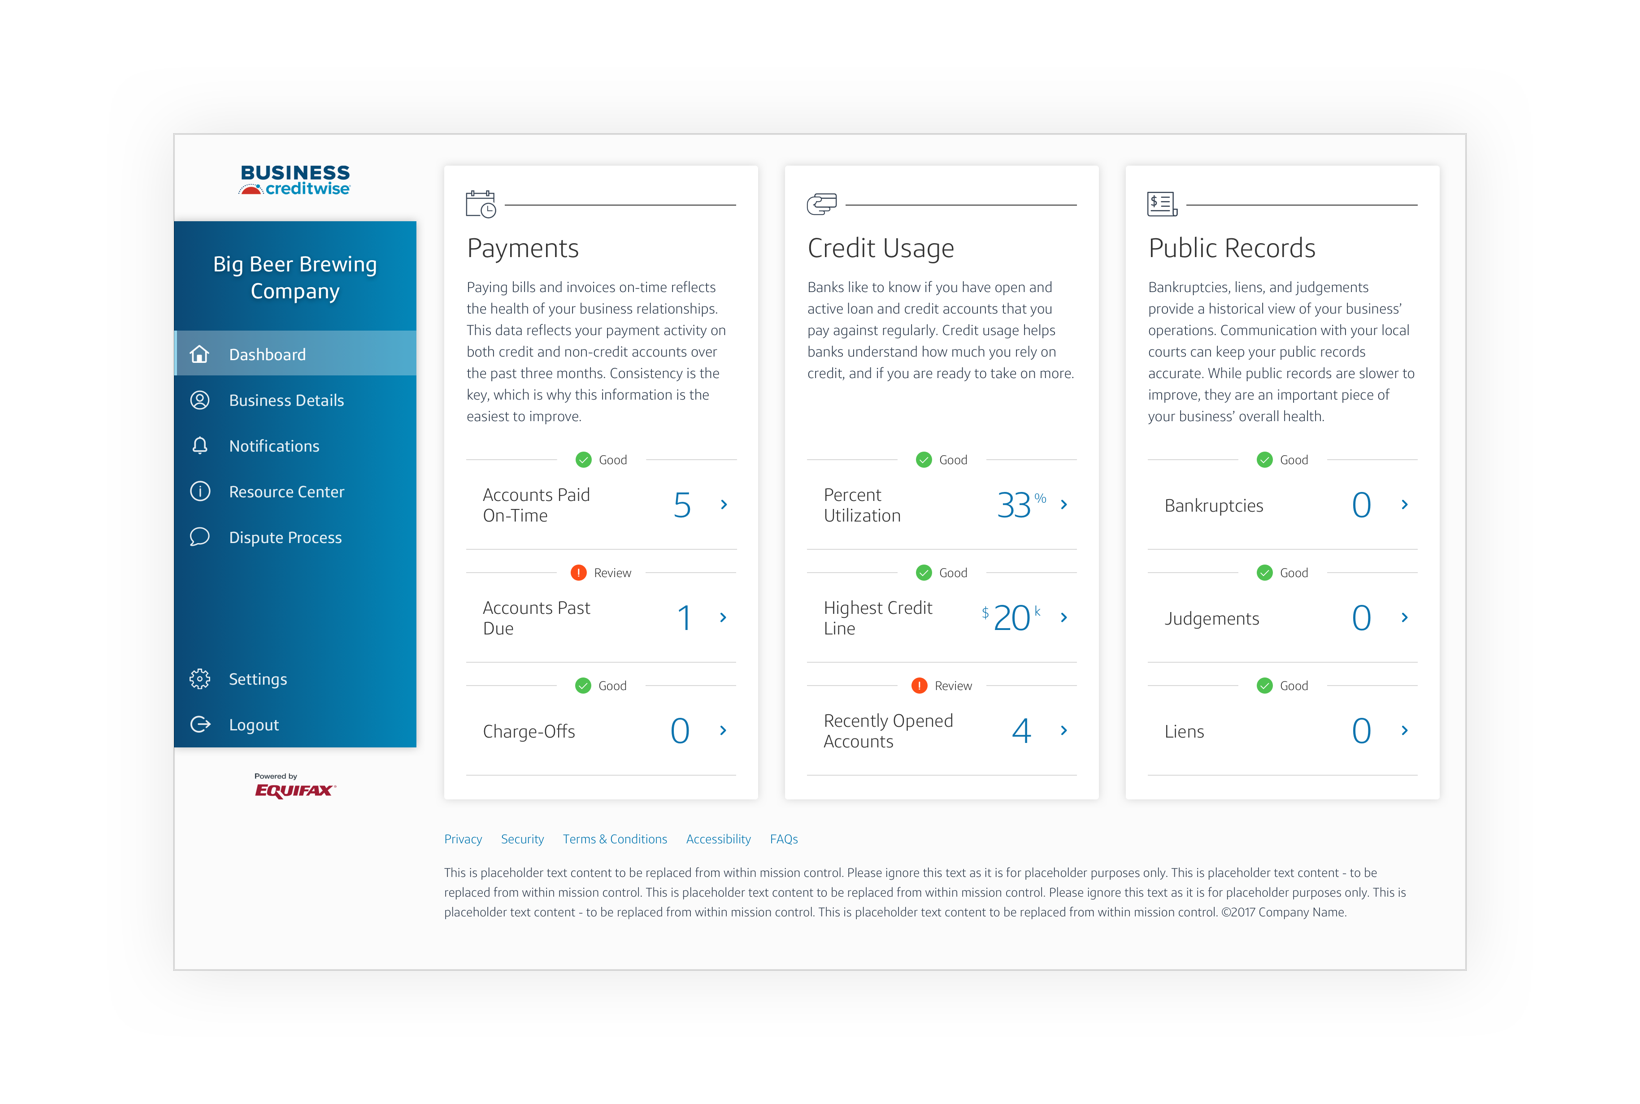 BUSINESS
creditwise
Big Beer Brewing
Company
Dashboard
Business Details
Notifications
Resource Center
Dispute Process
Settings
Logout
Powered by
EQUIFAX
Payments
Paying bills and invoices on-time reflects
the health of your business relationships.
This data reflects your payment activity on
both credit and non-credit accounts over
the past three months. Consistency is the
key, which is why this information is the
easiest to improve.
Good
Accounts Paid
On-Time
5
Review
Accounts Past
Due
1
Good
Charge-Offs
0
Credit Usage
Banks like to know if you have open and
active loan and credit accounts that you
pay against regularly. Credit usage helps
banks understand how much you rely on
credit, and if you are ready to take on more.
Good
Percent
Utilization
33%
Good
Highest Credit
Line
$20k
Review
Recently Opened
Accounts
4
Public Records
Bankruptcies, liens, and judgements
provide a historical view of your business’
operations. Communication with your local
courts can keep your public records
accurate. While public records are slower to
improve, they are an important piece of
your business’ overall health.
Good
Bankruptcies
0
Good
Judgements
0
Good
Liens
0
Privacy Security Terms & Conditions Accessibility FAQs
This is placeholder text content to be replaced from within mission control. Please ignore this text as it is for placeholder purposes only. This is placeholder text content - to be
replaced from within mission control. This is placeholder text content to be replaced from within mission control. Please ignore this text as it is for placeholder purposes only. This is
placeholder text content - to be replaced from within mission control. This is placeholder text content to be replaced from within mission control. ©2017 Company Name.